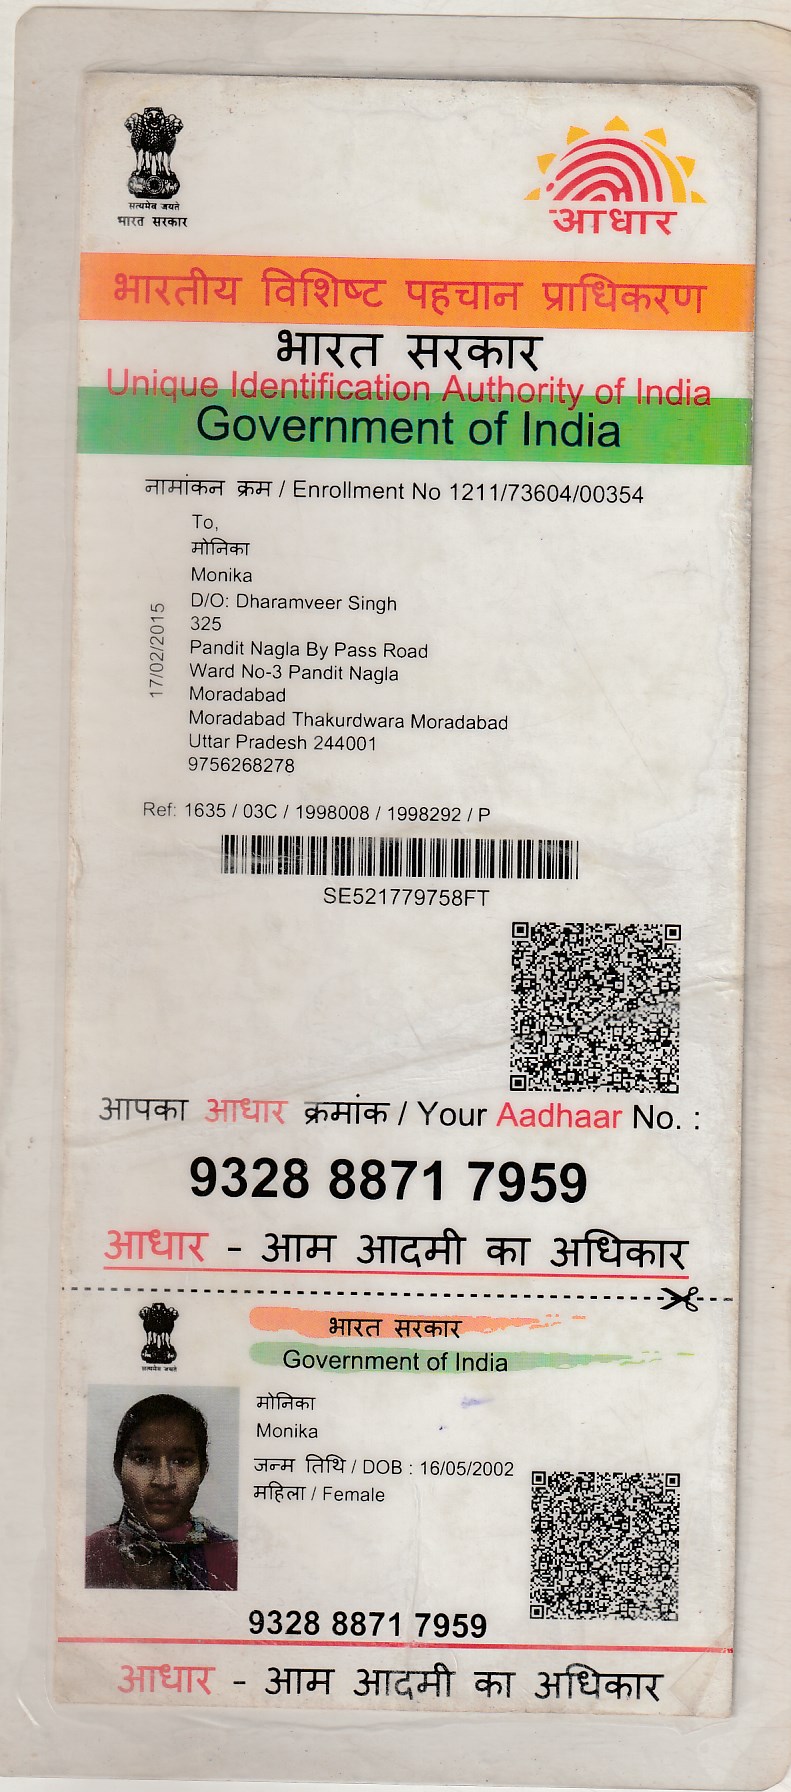 सत्यमेव जयते
भारत सरकार
आधार
भारतीय विशिष्ट पहचान प्राधिकरण
भारत सरकार
Unique Identification Authority of India
Government of India
नामांकन क्रम / Enrollment No 1211/73604/00354
To,
मोनिका
Monika
D/O: Dharamveer Singh
325
Pandit Nagla By Pass Road
Ward No-3 Pandit Nagla
Moradabad
Moradabad Thakurdwara Moradabad
Uttar Pradesh 244001
9756268278
17/02/2015
Ref: 1635 / 03C / 1998008 / 1998292 / P
SE521779758FT
आपका आधार क्रमांक / Your Aadhaar No. :
9328 8871 7959
आधार - आम आदमी का अधिकार
सत्यमेव जयते
भारत सरकार
Government of India
मोनिका
Monika
जन्म तिथि / DOB : 16/05/2002
महिला / Female
9328 8871 7959
आधार - आम आदमी का अधिकार